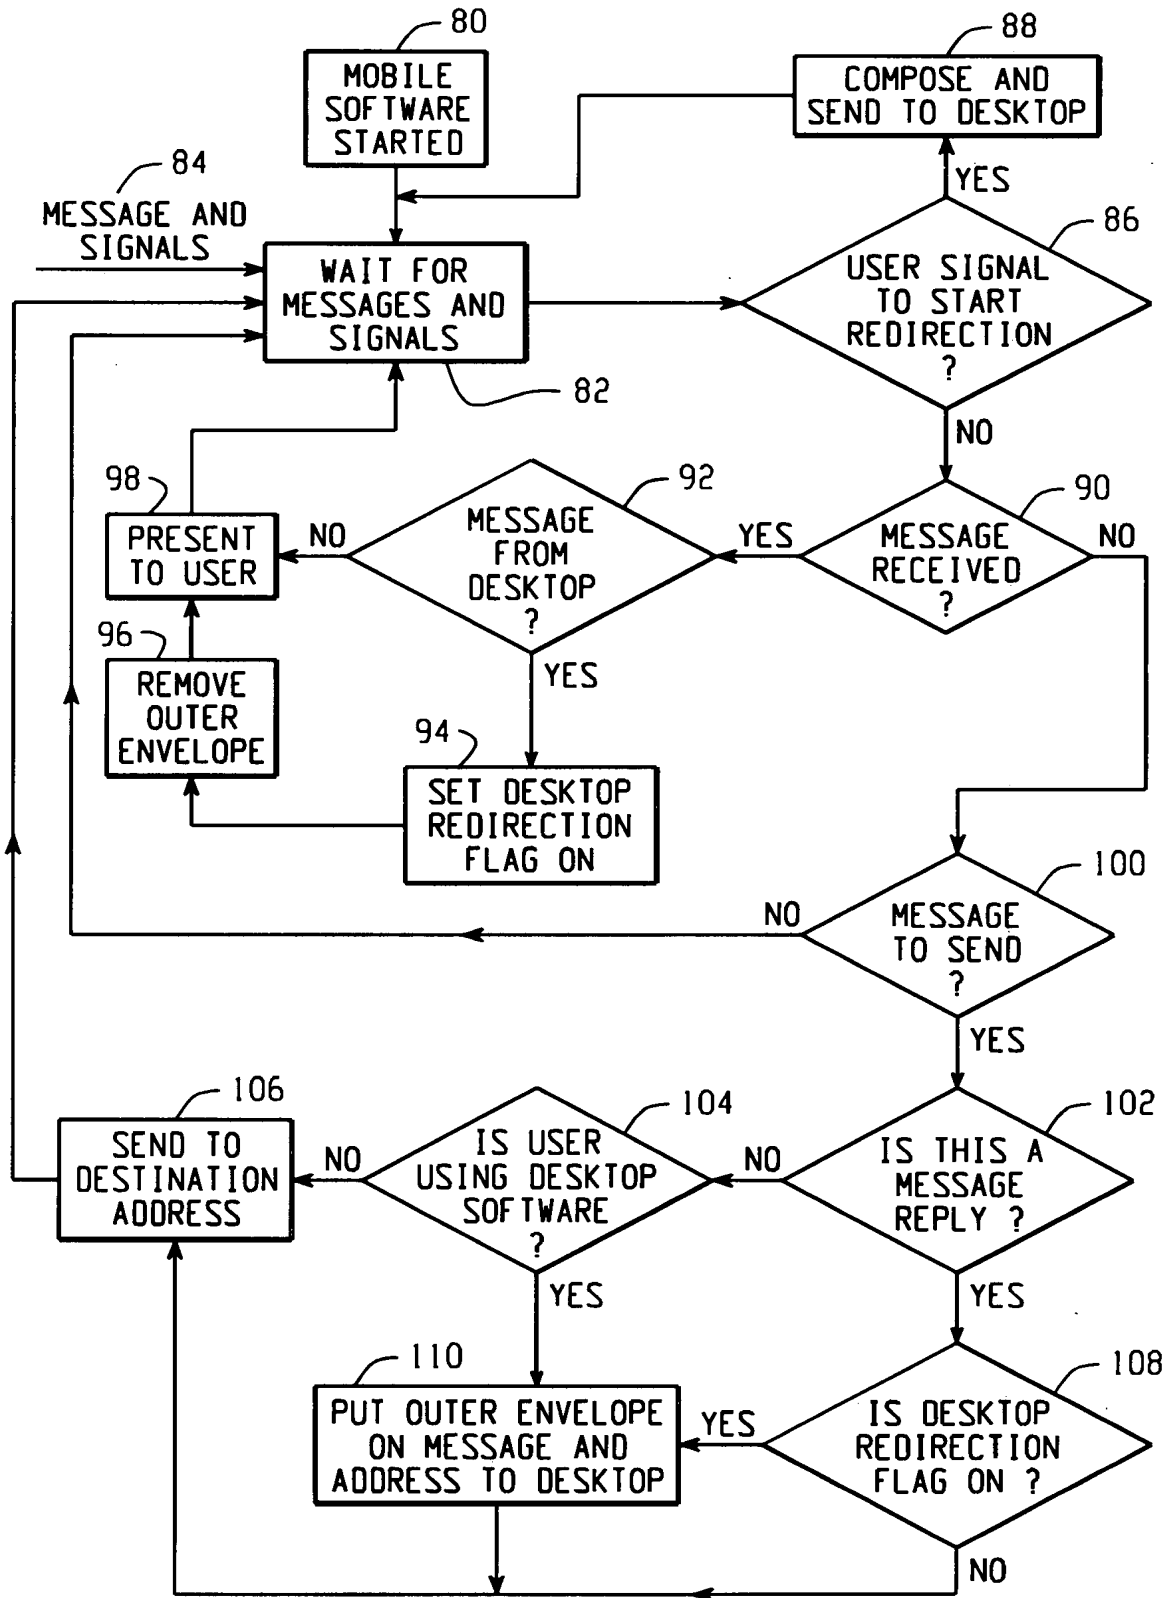 80
MOBILE
SOFTWARE
STARTED
88
COMPOSE AND
SEND TO DESKTOP
YES
84
MESSAGE AND
SIGNALS
86
USER SIGNAL
TO START
REDIRECTION
?
WAIT FOR
MESSAGES AND
SIGNALS
82
NO
98
PRESENT
TO USER
NO
92
MESSAGE
FROM
DESKTOP
?
YES
90
MESSAGE
RECEIVED
?
NO
96
REMOVE
OUTER
ENVELOPE
YES
94
SET DESKTOP
REDIRECTION
FLAG ON
100
MESSAGE
TO SEND
?
NO
YES
106
SEND TO
DESTINATION
ADDRESS
NO
104
IS USER
USING DESKTOP
SOFTWARE
?
NO
102
IS THIS A
MESSAGE
REPLY ?
YES
YES
110
PUT OUTER ENVELOPE
ON MESSAGE AND
ADDRESS TO DESKTOP
YES
108
IS DESKTOP
REDIRECTION
FLAG ON ?
NO